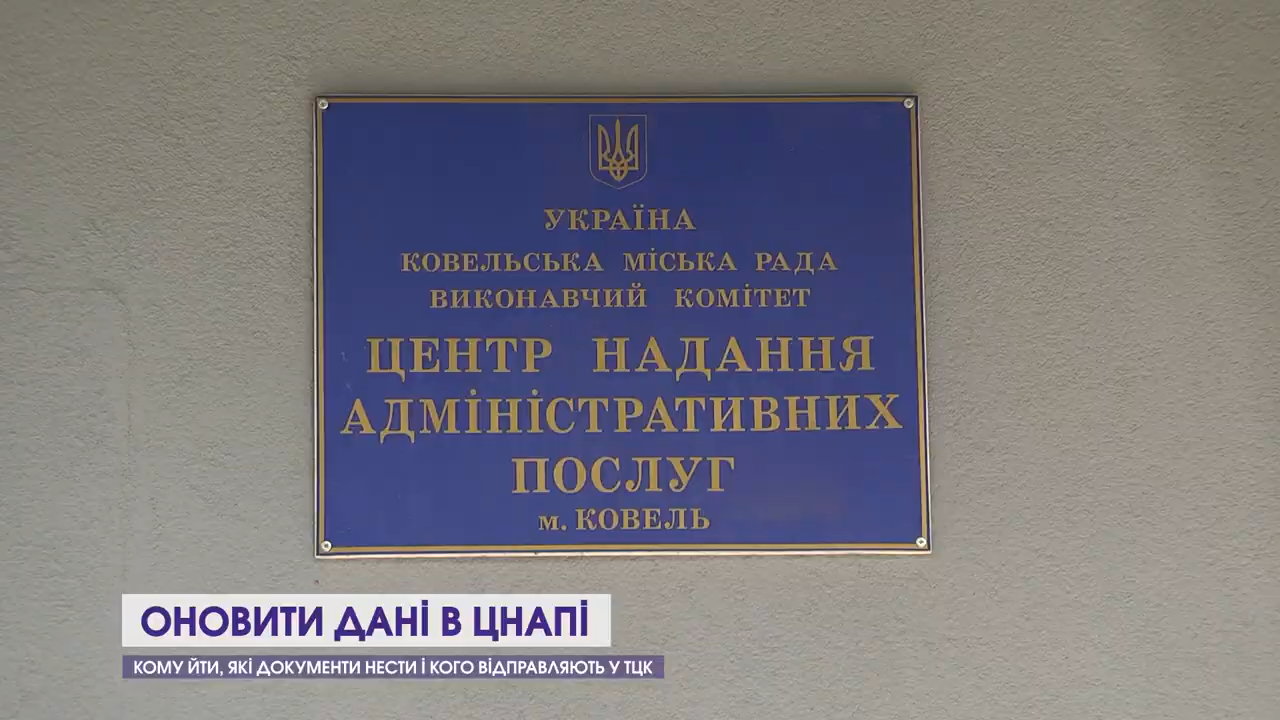 УКРАЇНА
КОВЕЛЬСЬКА МІСЬКА РАДА
ВИКОНАВЧИЙ КОМІТЕТ
ЦЕНТР НАДАННЯ
АДМІНІСТРАТИВНИХ
ПОСЛУГ
м. КОВЕЛЬ
ОНОВИТИ ДАНІ В ЦНАПІ
КОМУ ЙТИ, ЯКІ ДОКУМЕНТИ НЕСТИ І КОГО ВІДПРАВЛЯЮТЬ У ТЦК